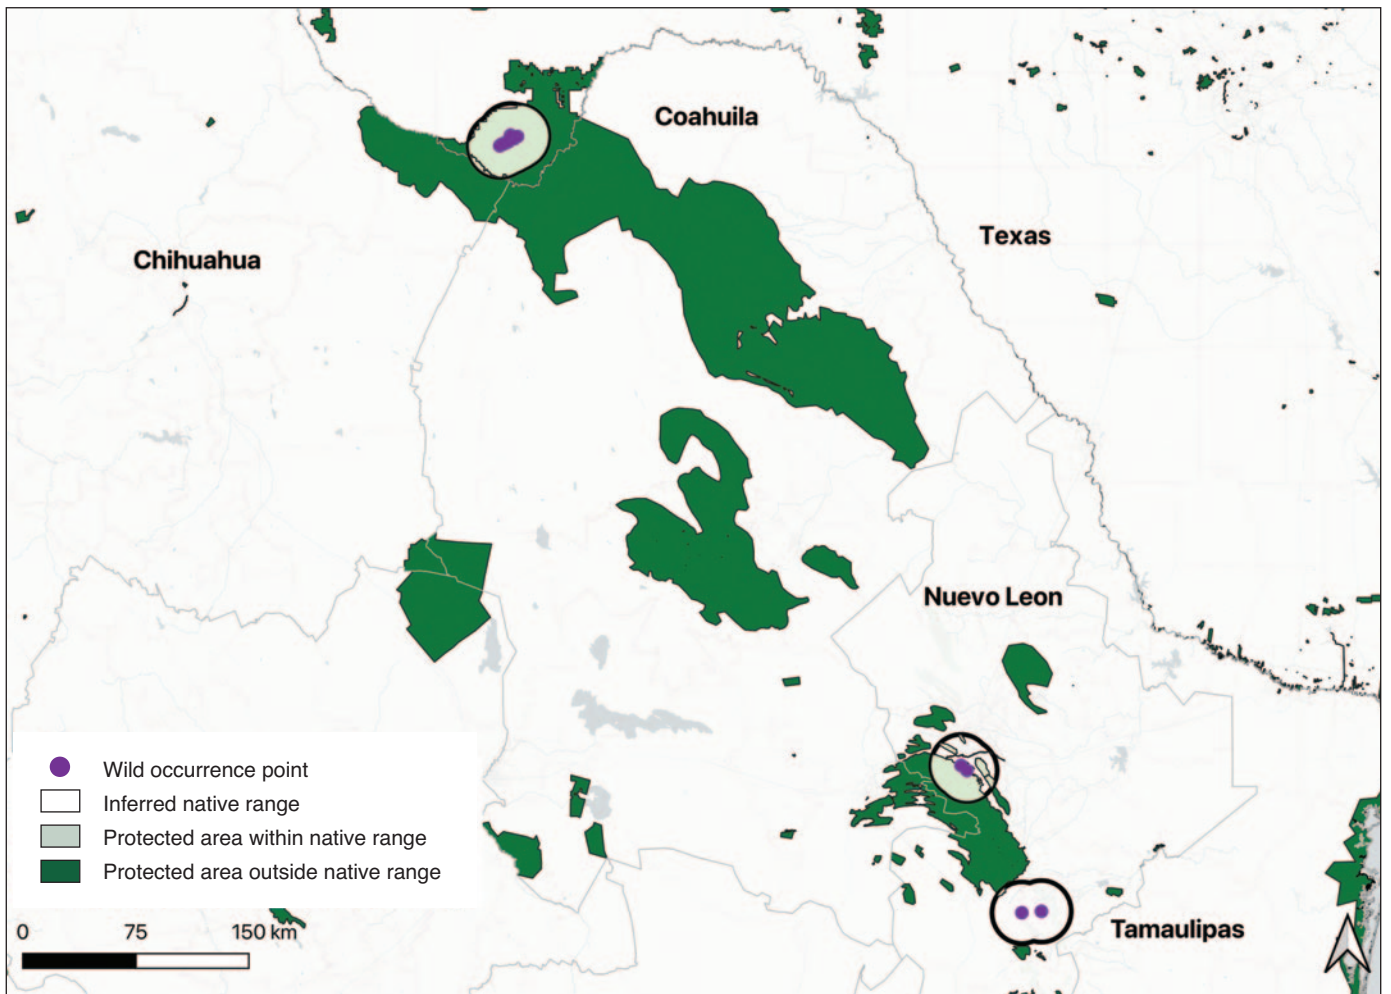 Coahuila
Texas
Chihuahua
Nuevo Leon
Wild occurrence point
Inferred native range
Protected area within native range
Protected area outside native range
0 75 150 km
Tamaulipas